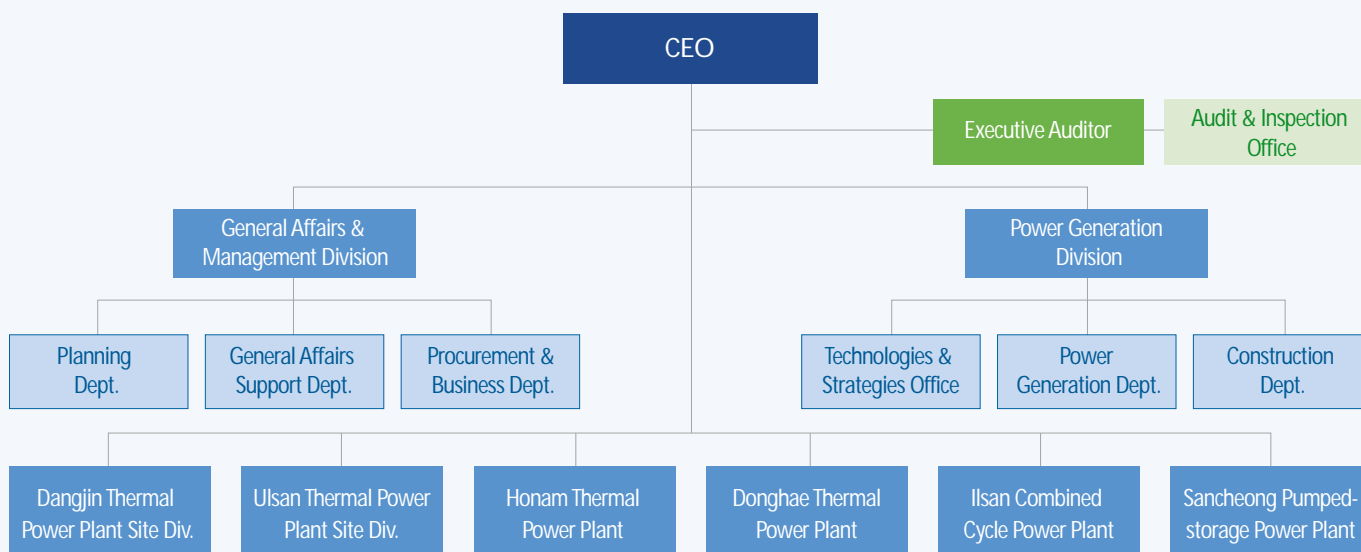 CEO
Executive Auditor
Audit & Inspection
Office
General Affairs &
Management Division
Power Generation
Division
Planning
Dept.
General Affairs
Support Dept.
Procurement &
Business Dept.
Technologies &
Strategies Office
Power
Generation Dept.
Construction
Dept.
Dangjin Thermal
Power Plant Site Div.
Ulsan Thermal Power
Plant Site Div.
Honam Thermal
Power Plant
Donghae Thermal
Power Plant
Ilsan Combined
Cycle Power Plant
Sancheong Pumped-
storage Power Plant